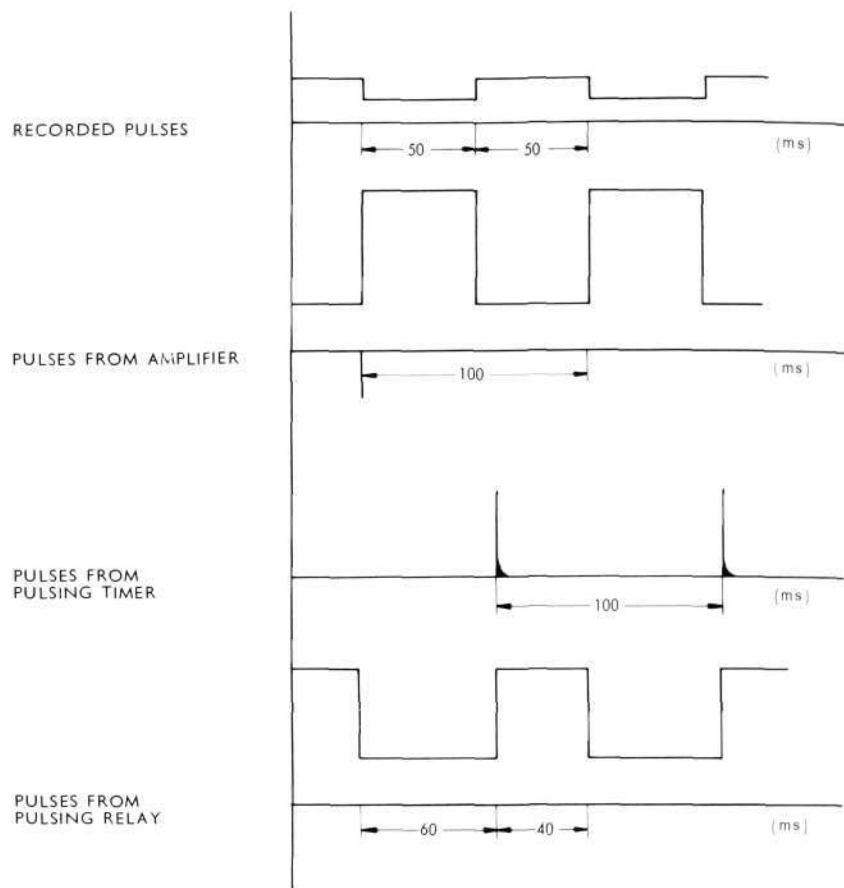 RECORDED PULSES
50 50 (ms)
PULSES FROM AMPLIFIER
100 (ms)
PULSES FROM
PULSING TIMER
100 (ms)
PULSES FROM
PULSING RELAY
60 40 (ms)